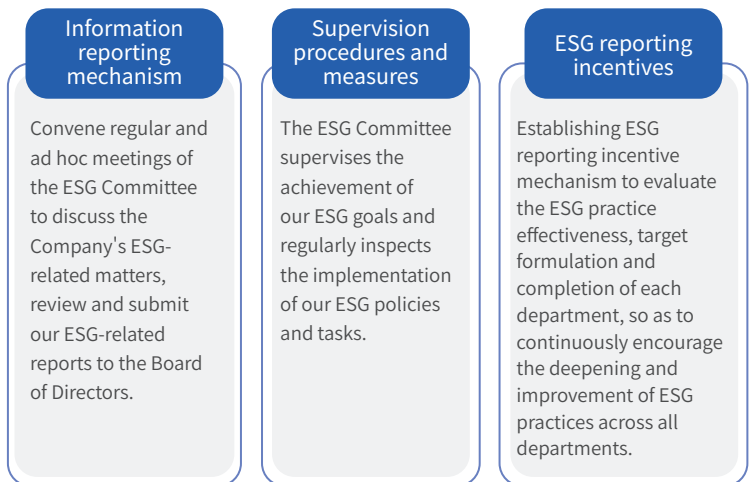 Information
reporting
mechanism
Convene regular and
ad hoc meetings of
the ESG Committee
to discuss the
Company's ESG-
related matters,
review and submit
our ESG-related
reports to the Board
of Directors.
Supervision
procedures and
measures
The ESG Committee
supervises the
achievement of
our ESG goals and
regularly inspects
the implementation
of our ESG policies
and tasks.
ESG reporting
incentives
Establishing ESG
reporting incentive
mechanism to evaluate
the ESG practice
effectiveness, target
formulation and
completion of each
department, so as to
continuously encourage
the deepening and
improvement of ESG
practices across all
departments.